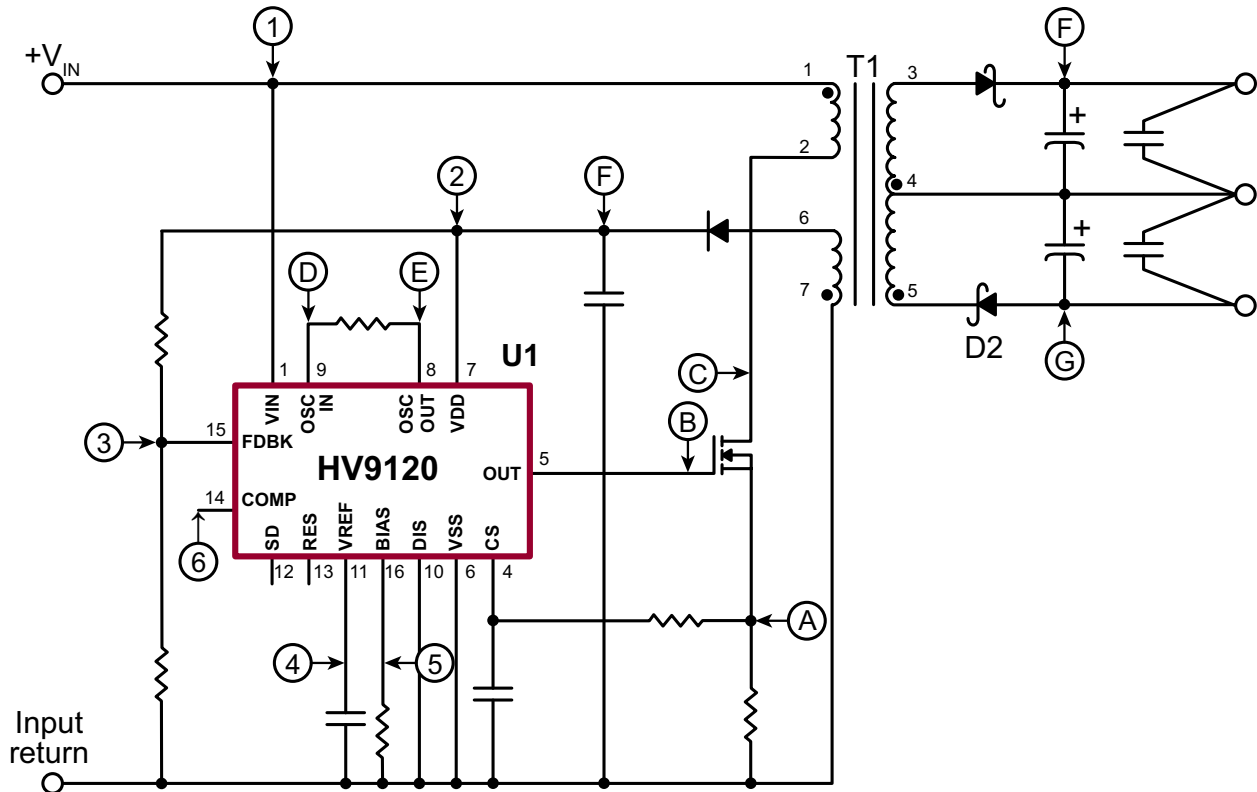 1
F
+VIN
1
T1
3
+
2
2
F
4
6
+
D
E
7
5
U1
D2
G
C
1
9
8
7
VIN
OSC IN
OSC OUT
VDD
B
3
15
FDBK
HV9120
OUT
5
14
COMP
6
SD
RES
VREF
BIAS
DIS
VSS
CS
12
13
11
16
10
6
4
A
4
5
Input
return